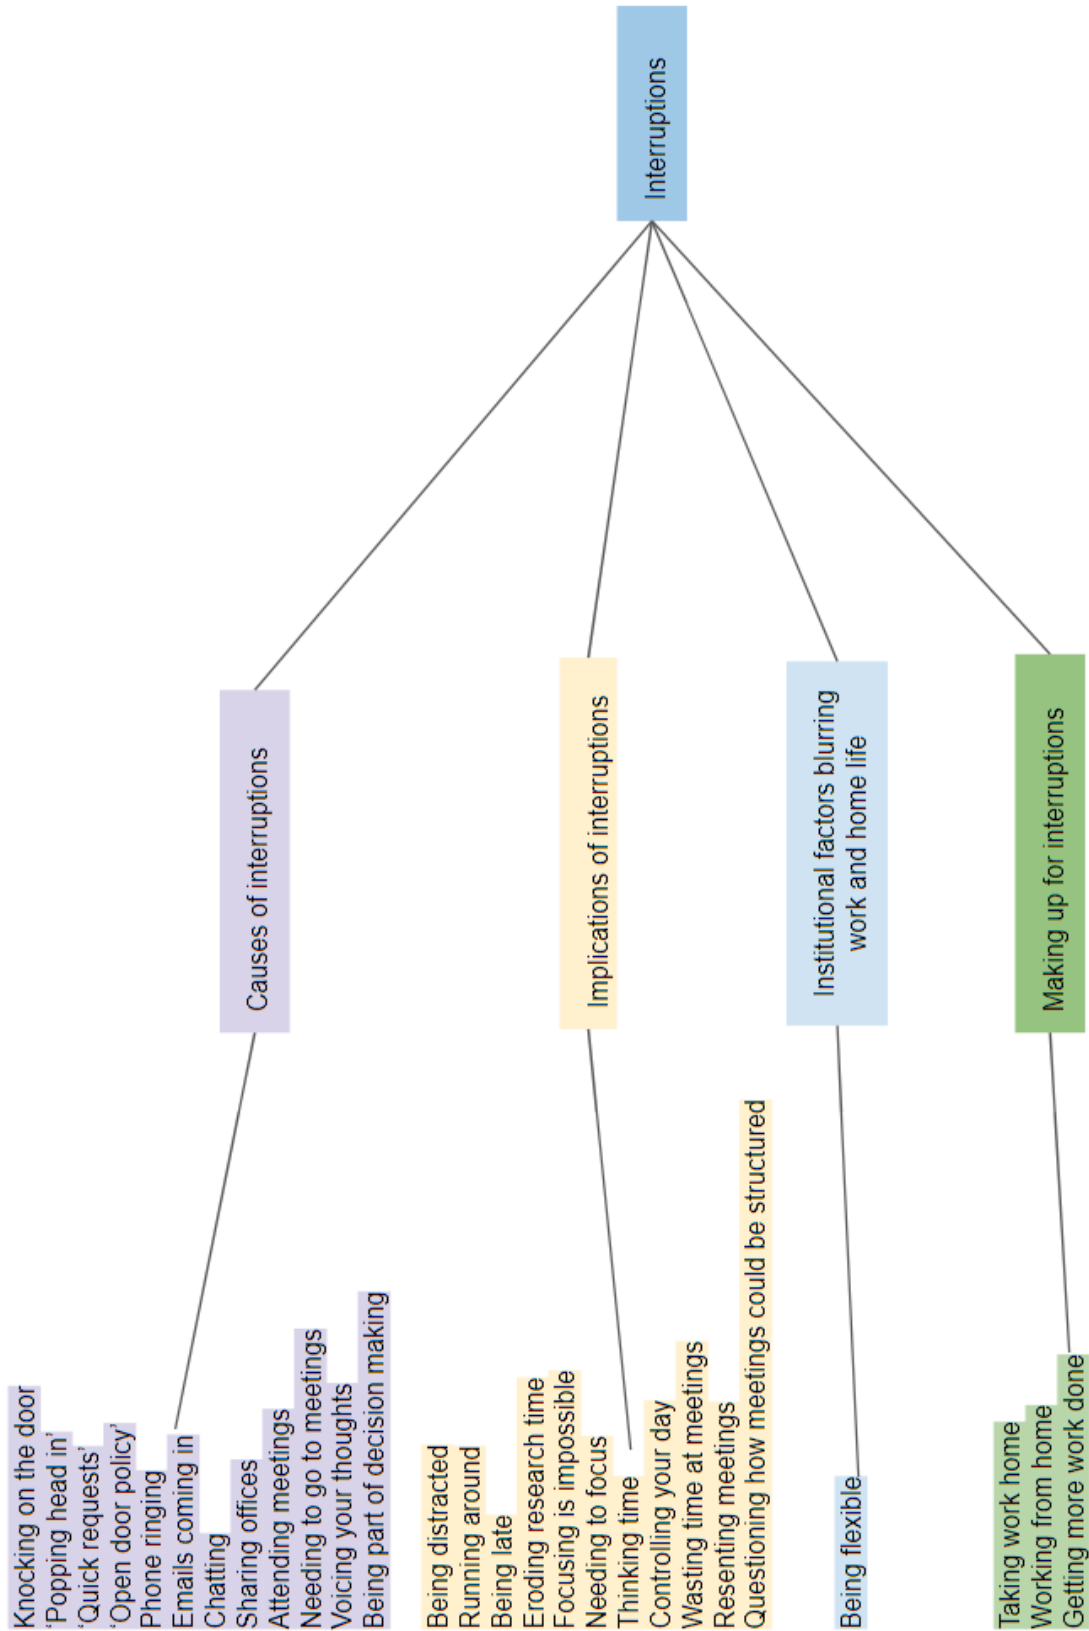 Knocking on the door
‘Popping head in’
‘Quick requests’
‘Open door policy’
Phone ringing
Emails coming in
Chatting
Sharing offices
Attending meetings
Needing to go to meetings
Voicing your thoughts
Being part of decision making
Being distracted
Running around
Being late
Eroding research time
Focusing is impossible
Needing to focus
Thinking time
Controlling your day
Wasting time at meetings
Resenting meetings
Questioning how meetings could be structured
Being flexible
Taking work home
Working from home
Getting more work done
Causes of interruptions
Implications of interruptions
Institutional factors blurring
work and home life
Making up for interruptions
Interruptions